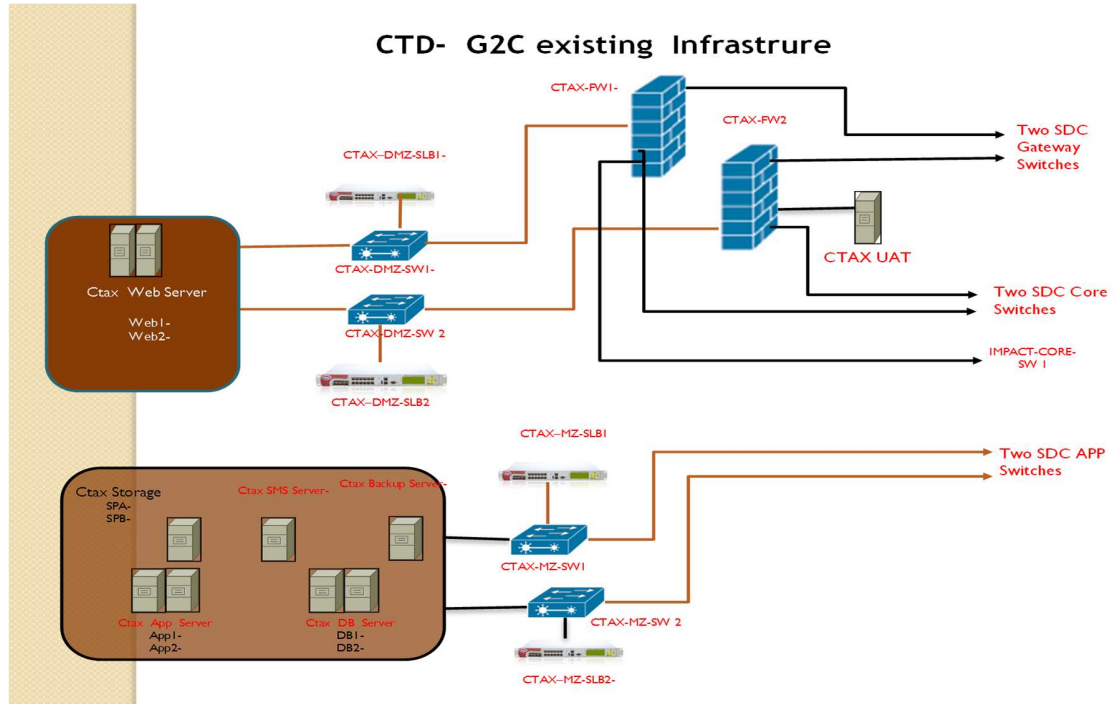 CTD- G2C existing Infrastrure
CTAX-FW1-
CTAX-FW2
Two SDC
Gateway
Switches
CTAX–DMZ-SLB1-
CTAX-DMZ-SW1-
CTAX UAT
Ctax Web Server
Web1-
Web2-
CTAX-DMZ-SW 2
CTAX–DMZ-SLB2
Two SDC Core
Switches
IMPACT-CORE-
SW 1
CTAX–MZ-SLB1
Two SDC APP
Switches
Ctax Storage
SPA-
SPB-
Ctax SMS Server-
Ctax Backup Server-
CTAX-MZ-SW1
Ctax App Server
App1-
App2-
Ctax DB Server
DB1-
DB2-
CTAX-MZ-SW 2
CTAX–MZ-SLB2-